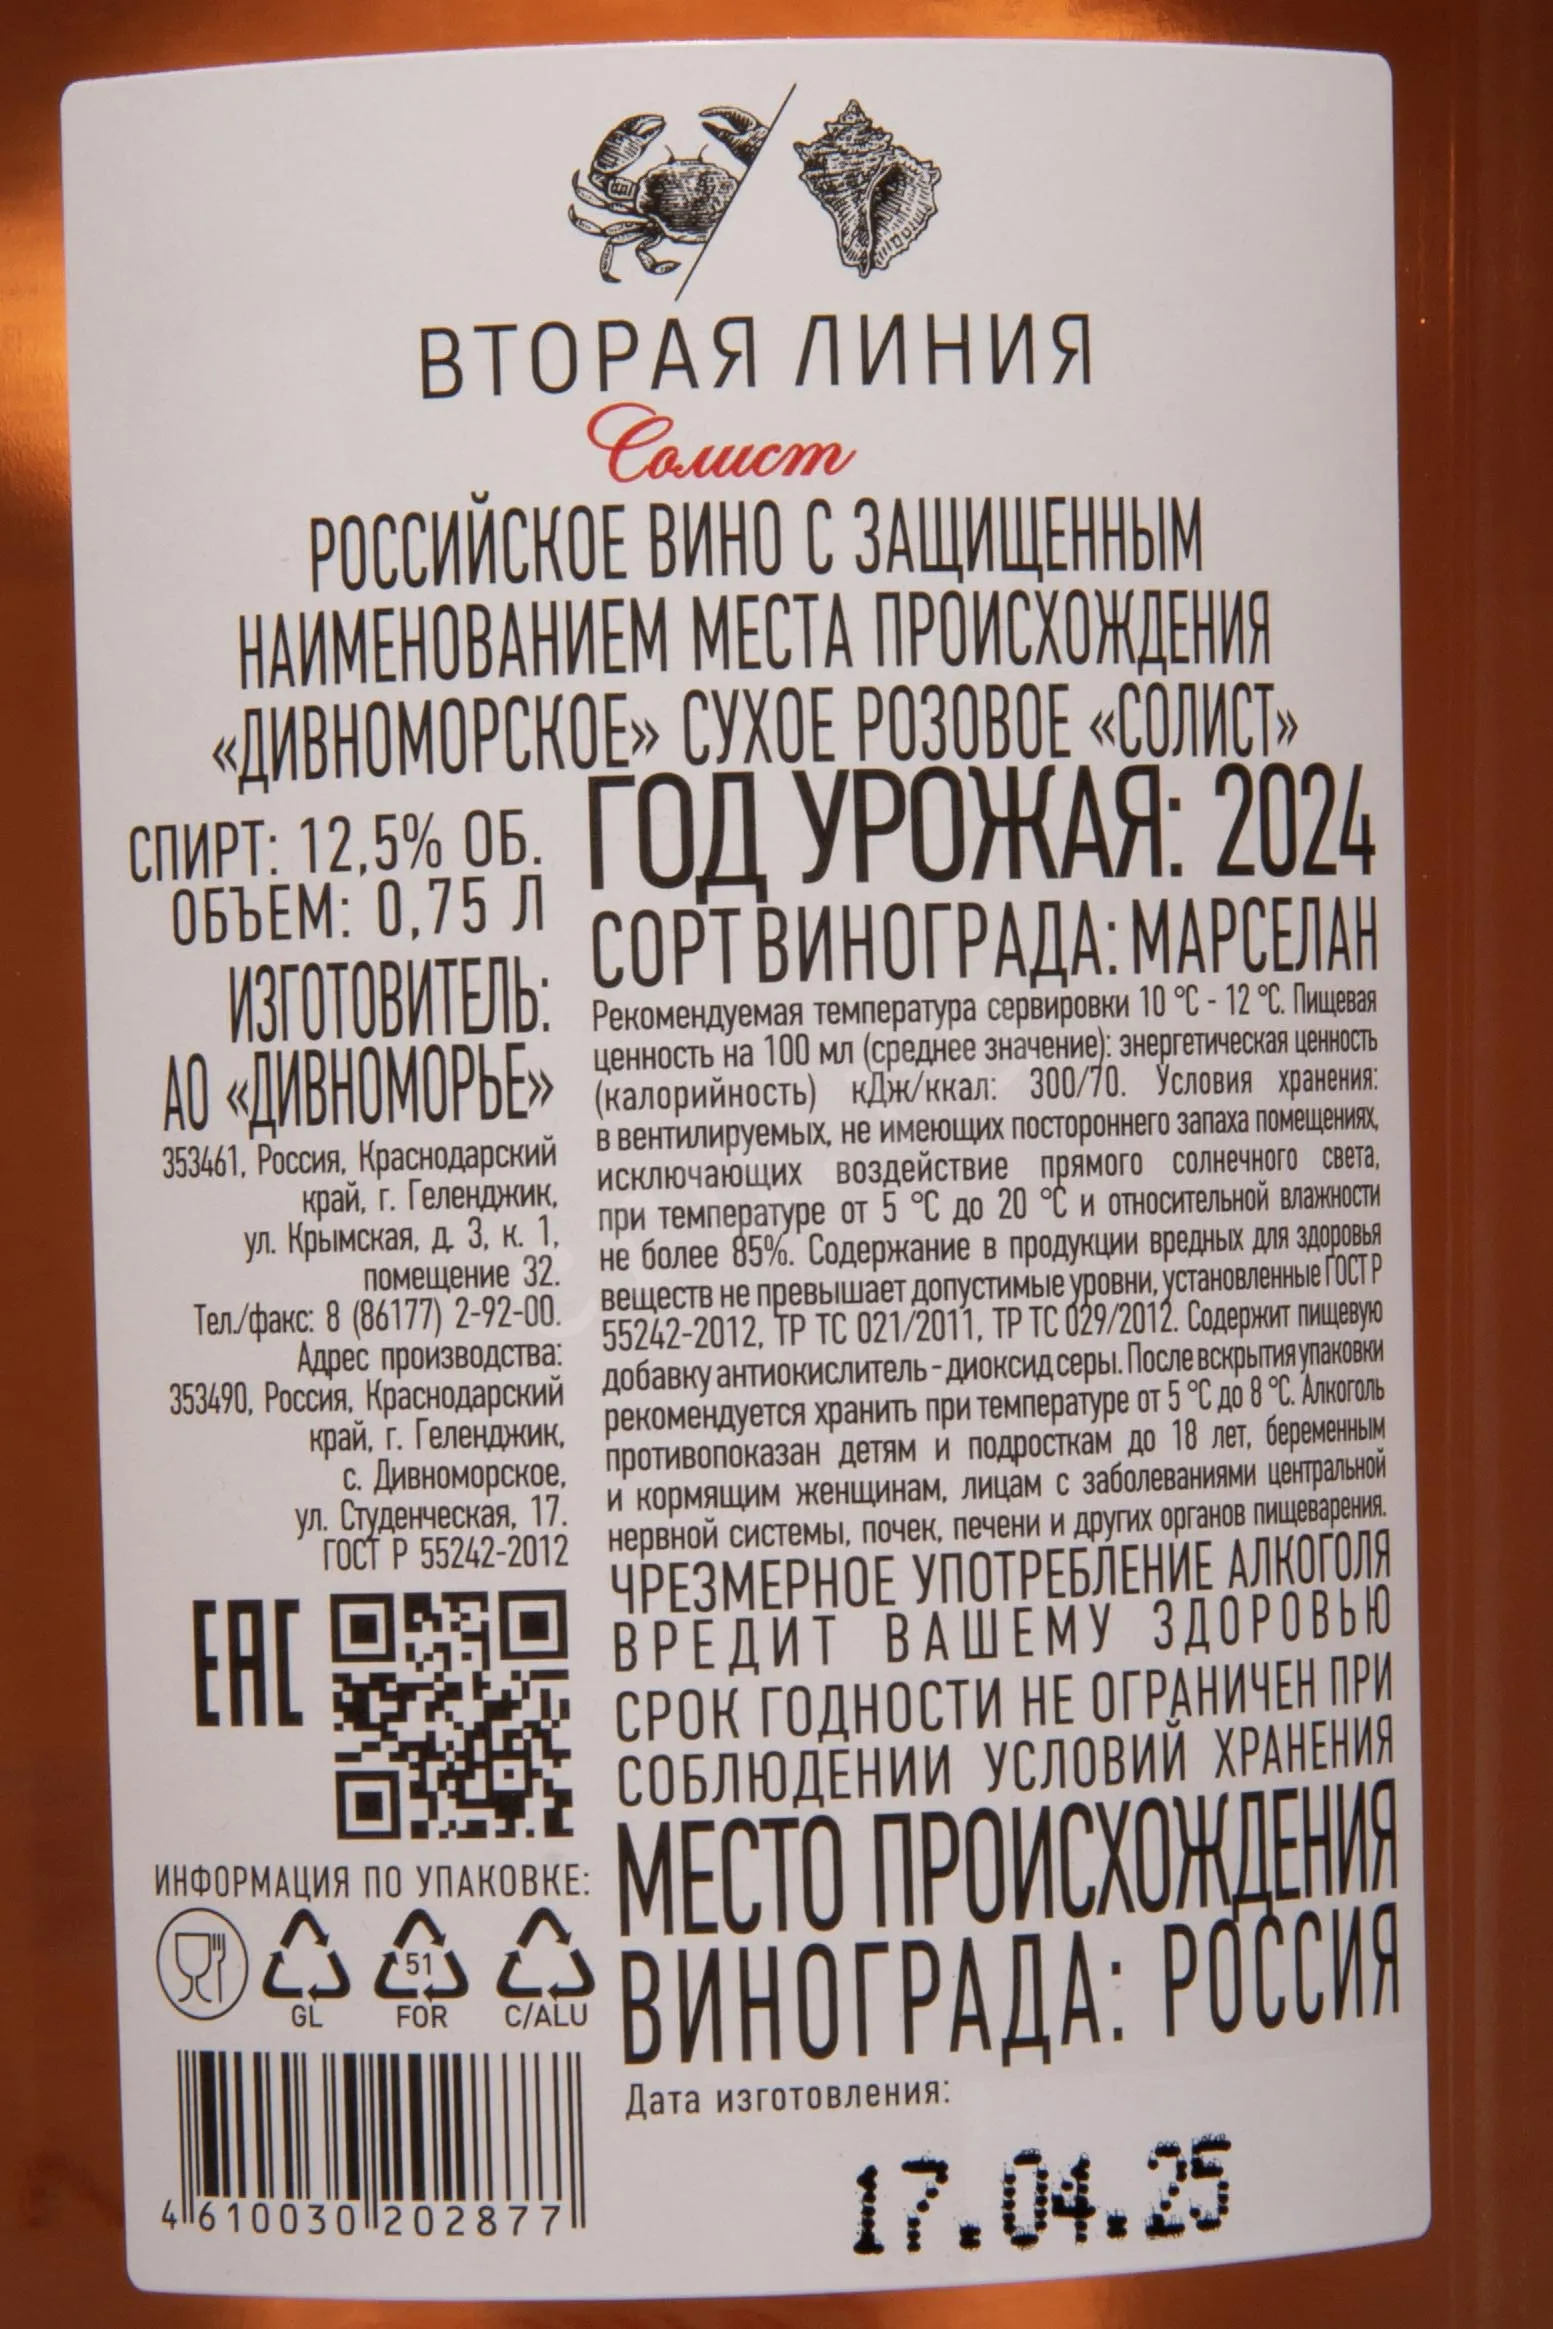 ВТОРАЯ ЛИНИЯ
Солист
РОССИЙСКОЕ ВИНО С ЗАЩИЩЕННЫМ
НАИМЕНОВАНИЕМ МЕСТА ПРОИСХОЖДЕНИЯ
«ДИВНОМОРСКОЕ» СУХОЕ РОЗОВОЕ «СОЛИСТ»
СПИРТ: 12,5% ОБ.
ОБЪЕМ: 0,75 Л
ИЗГОТОВИТЕЛЬ:
АО «ДИВНОМОРЬЕ»
353461, Россия, Краснодарский
край, г. Геленджик,
ул. Крымская, д. 3, к. 1,
помещение 32.
Тел./факс: 8 (86177) 2-92-00.
Адрес производства:
353490, Россия, Краснодарский
край, г. Геленджик,
с. Дивноморское,
ул. Студенческая, 17.
ГОСТ Р 55242-2012
ЕАС
ИНФОРМАЦИЯ ПО УПАКОВКЕ:
51
GL FOR C/ALU
4 610030 202877
ГОД УРОЖАЯ: 2024
СОРТ ВИНОГРАДА: МАРСЕЛАН
Рекомендуемая температура сервировки 10 °С - 12 °С. Пищевая
ценность на 100 мл (среднее значение): энергетическая ценность
(калорийность) кДж/ккал: 300/70. Условия хранения:
в вентилируемых, не имеющих постороннего запаха помещениях,
исключающих воздействие прямого солнечного света,
при температуре от 5 °С до 20 °С и относительной влажности
не более 85%. Содержание в продукции вредных для здоровья
веществ не превышает допустимые уровни, установленные ГОСТ Р
55242-2012, ТР ТС 021/2011, ТР ТС 029/2012. Содержит пищевую
добавку антиокислитель - диоксид серы. После вскрытия упаковки
рекомендуется хранить при температуре от 5 °С до 8 °С. Алкоголь
противопоказан детям и подросткам до 18 лет, беременным
и кормящим женщинам, лицам с заболеваниями центральной
нервной системы, почек, печени и других органов пищеварения.
ЧРЕЗМЕРНОЕ УПОТРЕБЛЕНИЕ АЛКОГОЛЯ
ВРЕДИТ ВАШЕМУ ЗДОРОВЬЮ
СРОК ГОДНОСТИ НЕ ОГРАНИЧЕН ПРИ
СОБЛЮДЕНИИ УСЛОВИЙ ХРАНЕНИЯ
МЕСТО ПРОИСХОЖДЕНИЯ
ВИНОГРАДА: РОССИЯ
Дата изготовления:
17.04.25